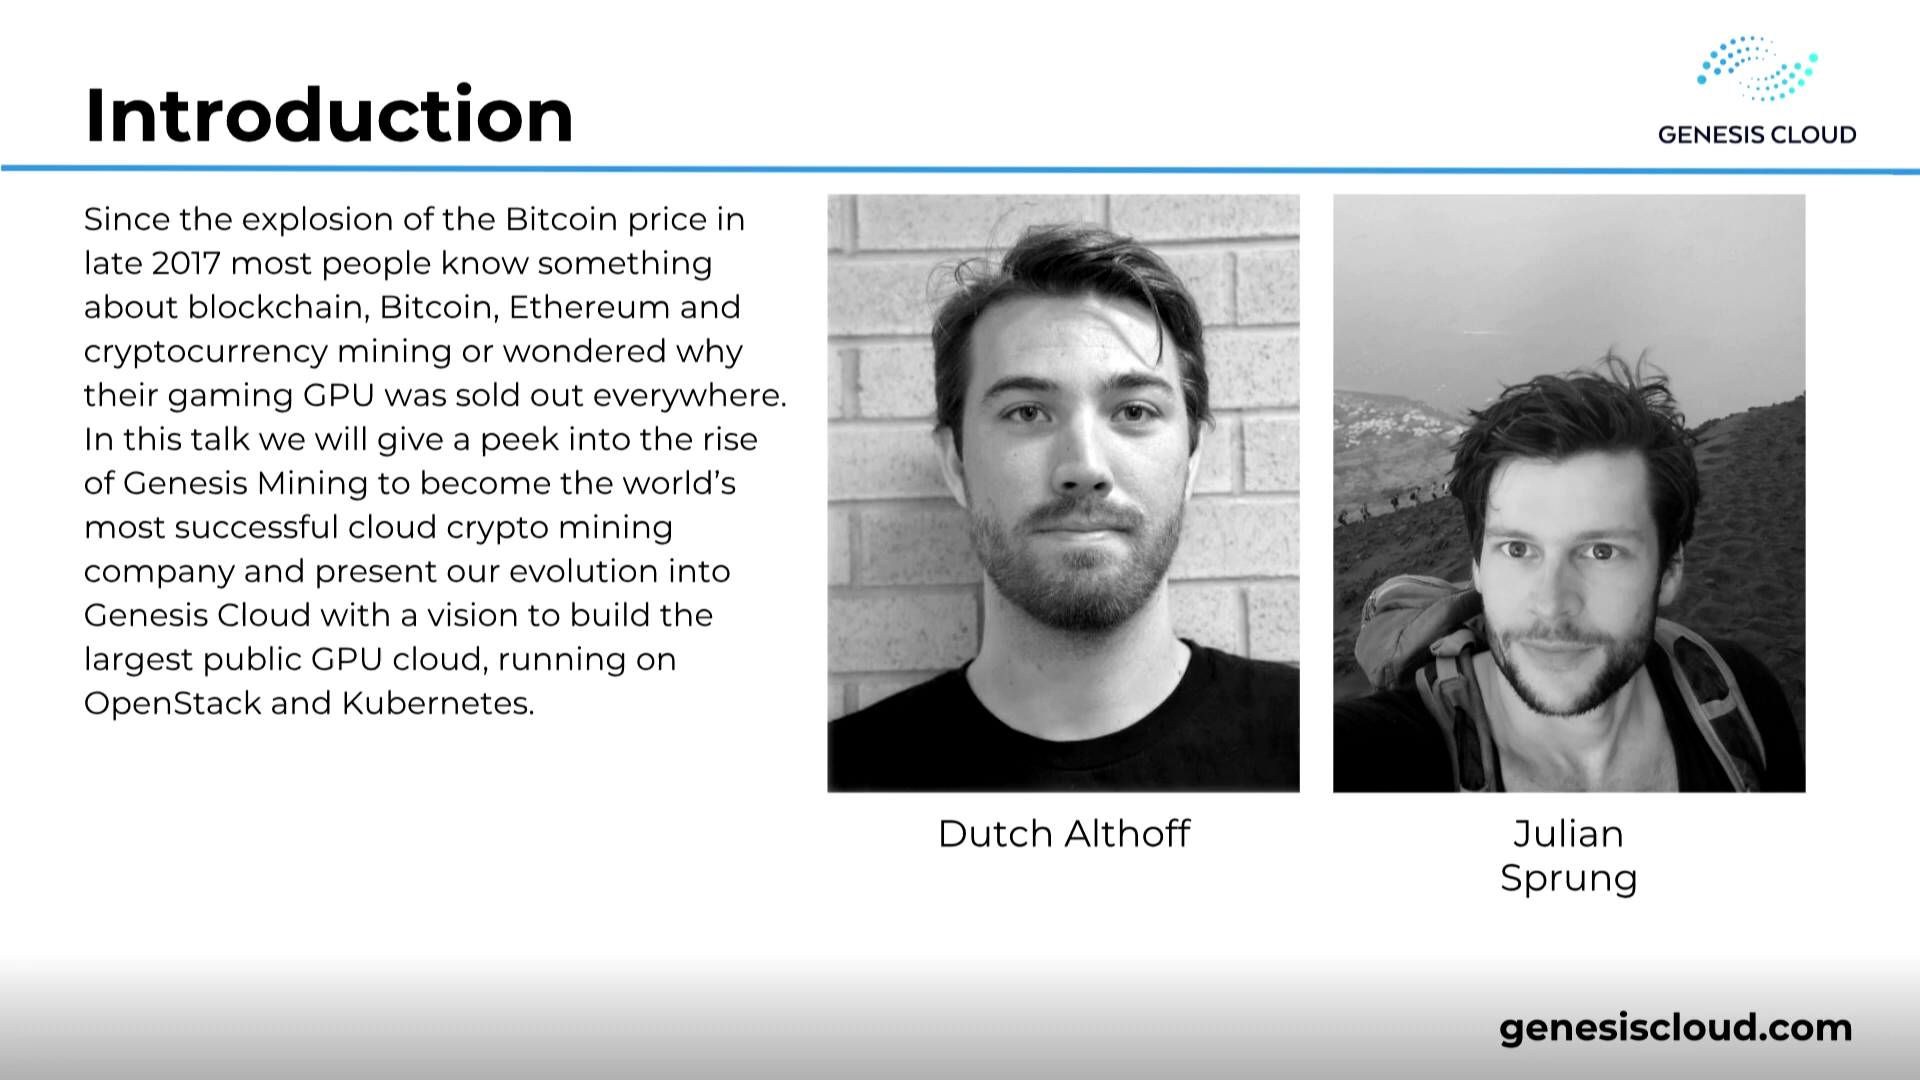 Introduction
GENESIS CLOUD
Since the explosion of the Bitcoin price in
late 2017 most people know something
about blockchain, Bitcoin, Ethereum and
cryptocurrency mining or wondered why
their gaming GPU was sold out everywhere.
In this talk we will give a peek into the rise
of Genesis Mining to become the world’s
most successful cloud crypto mining
company and present our evolution into
Genesis Cloud with a vision to build the
largest public GPU cloud, running on
OpenStack and Kubernetes.
Dutch Althoff
Julian
Sprung
genesiscloud.com